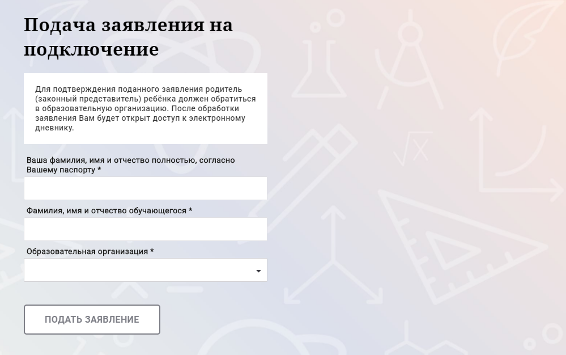 Подача заявления на
подключение
Для подтверждения поданного заявления родитель
(законный представитель) ребёнка должен обратиться
в образовательную организацию. После обработки
заявления Вам будет открыт доступ к электронному
дневнику.
Ваша фамилия, имя и отчество полностью, согласно
Вашему паспорту *
Фамилия, имя и отчество обучающегося *
Образовательная организация *
ПОДАТЬ ЗАЯВЛЕНИЕ